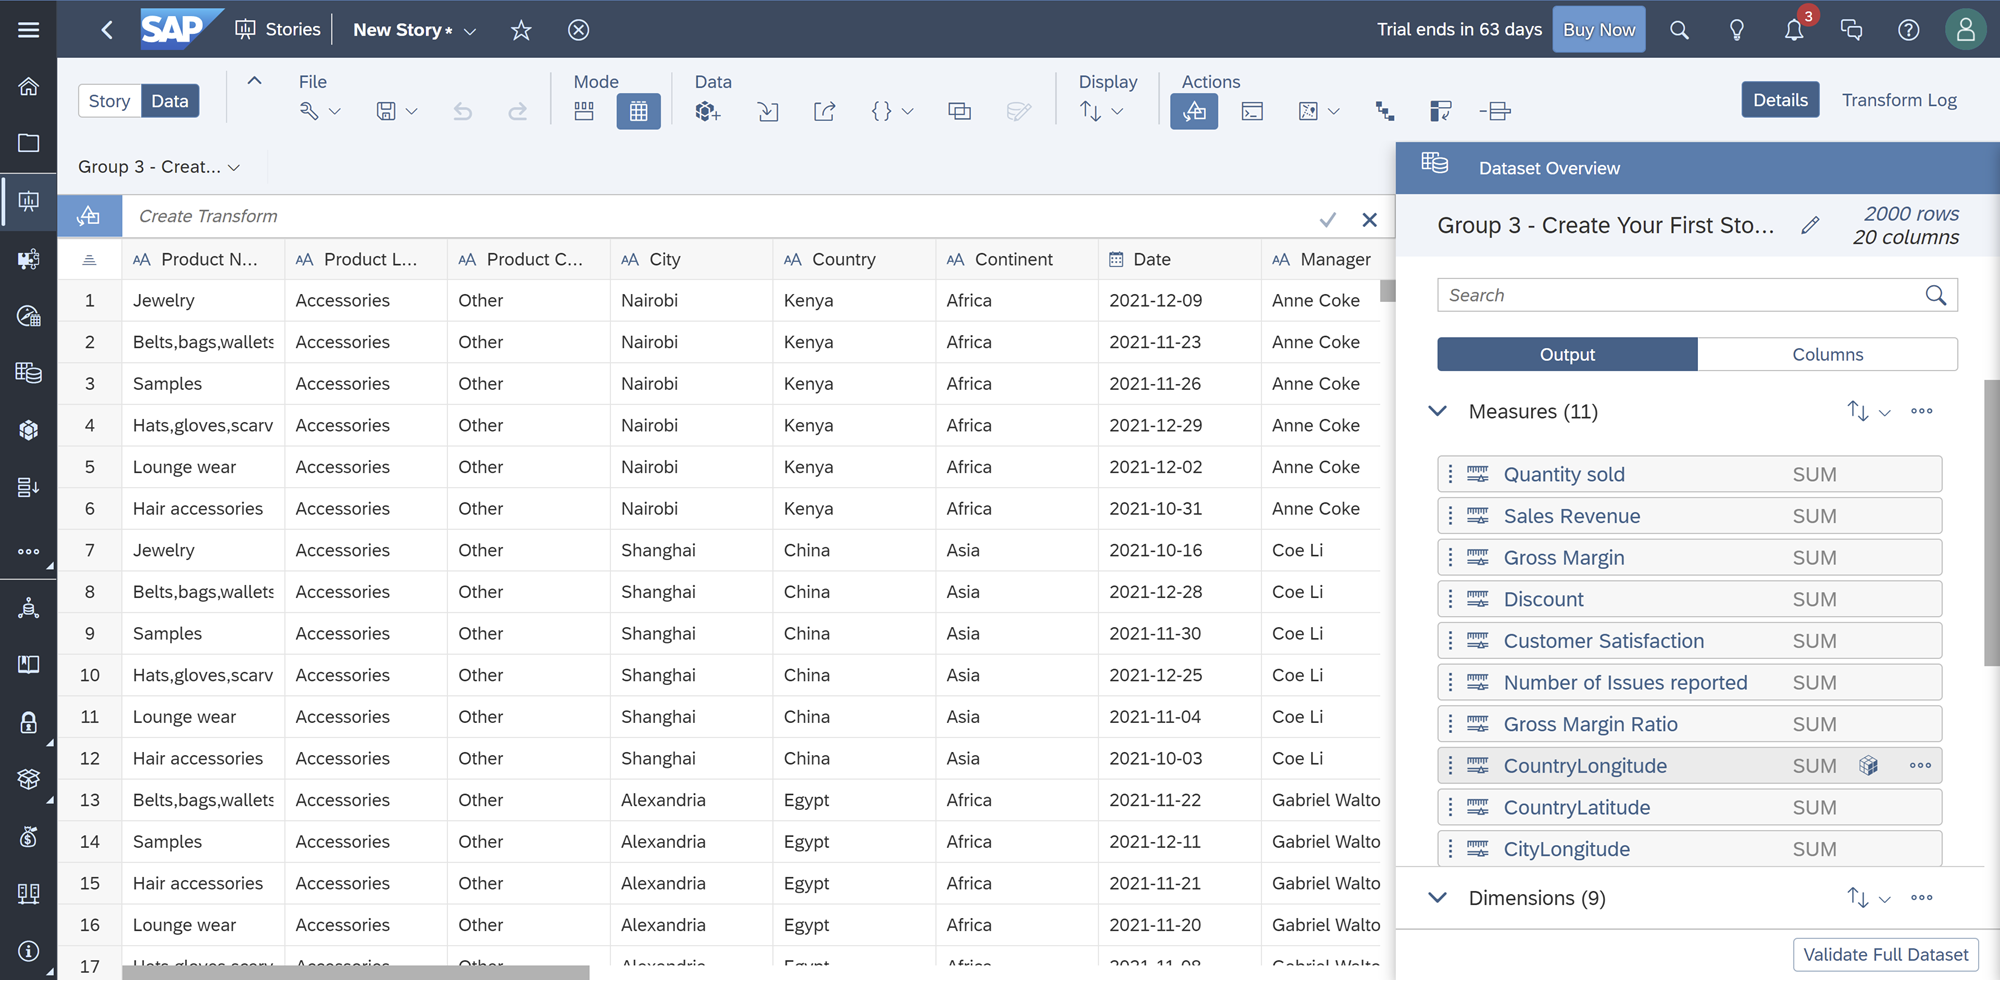 SAP Stories New Story* Trial ends in 63 days Buy Now 3
Story Data File Mode Data Display Actions Details Transform Log
Group 3 - Creat...
Create Transform
Product N... Product L... Product C... City Country Continent Date Manager
1 Jewelry Accessories Other Nairobi Kenya Africa 2021-12-09 Anne Coke
2 Belts,bags,wallets Accessories Other Nairobi Kenya Africa 2021-11-23 Anne Coke
3 Samples Accessories Other Nairobi Kenya Africa 2021-11-26 Anne Coke
4 Hats,gloves,scarv Accessories Other Nairobi Kenya Africa 2021-12-29 Anne Coke
5 Lounge wear Accessories Other Nairobi Kenya Africa 2021-12-02 Anne Coke
6 Hair accessories Accessories Other Nairobi Kenya Africa 2021-10-31 Anne Coke
7 Jewelry Accessories Other Shanghai China Asia 2021-10-16 Coe Li
8 Belts,bags,wallets Accessories Other Shanghai China Asia 2021-12-28 Coe Li
9 Samples Accessories Other Shanghai China Asia 2021-11-30 Coe Li
10 Hats,gloves,scarv Accessories Other Shanghai China Asia 2021-12-25 Coe Li
11 Lounge wear Accessories Other Shanghai China Asia 2021-11-04 Coe Li
12 Hair accessories Accessories Other Shanghai China Asia 2021-10-03 Coe Li
13 Belts,bags,wallets Accessories Other Alexandria Egypt Africa 2021-11-22 Gabriel Walto
14 Samples Accessories Other Alexandria Egypt Africa 2021-12-11 Gabriel Walto
15 Hair accessories Accessories Other Alexandria Egypt Africa 2021-11-21 Gabriel Walto
16 Lounge wear Accessories Other Alexandria Egypt Africa 2021-11-20 Gabriel Walto
17 Hats,gloves,scarv Accessories Other Alexandria Egypt Africa 2021-11-08 Gabriel Walto
Dataset Overview
Group 3 - Create Your First Sto...
2000 rows
20 columns
Search
Output Columns
Measures (11)
Quantity sold SUM
Sales Revenue SUM
Gross Margin SUM
Discount SUM
Customer Satisfaction SUM
Number of Issues reported SUM
Gross Margin Ratio SUM
CountryLongitude SUM
CountryLatitude SUM
CityLongitude SUM
Dimensions (9)
Validate Full Dataset